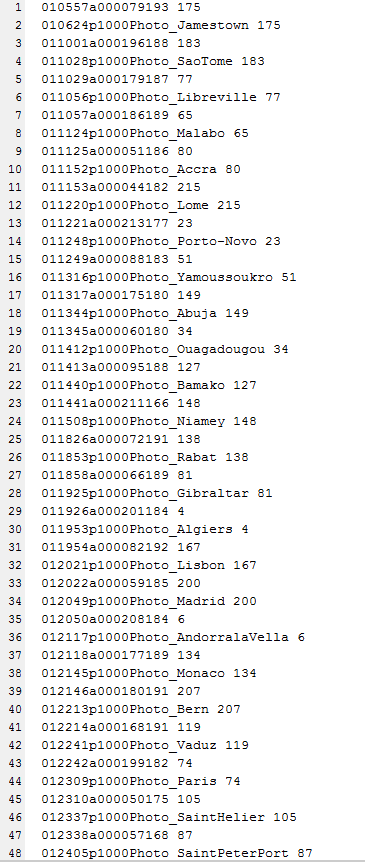 1 010557a000079193 175
2 010624p1000Photo_Jamestown 175
3 011001a000196188 183
4 011028p1000Photo_SaoTome 183
5 011029a000179187 77
6 011056p1000Photo_Libreville 77
7 011057a000186189 65
8 011124p1000Photo_Malabo 65
9 011125a000051186 80
10 011152p1000Photo_Accra 80
11 011153a000044182 215
12 011220p1000Photo_Lome 215
13 011221a000213177 23
14 011248p1000Photo_Porto-Novo 23
15 011249a000088183 51
16 011316p1000Photo_Yamoussoukro 51
17 011317a000175180 149
18 011344p1000Photo_Abuja 149
19 011345a000060180 34
20 011412p1000Photo_Ouagadougou 34
21 011413a000095188 127
22 011440p1000Photo_Bamako 127
23 011441a000211166 148
24 011508p1000Photo_Niamey 148
25 011826a000072191 138
26 011853p1000Photo_Rabat 138
27 011858a000066189 81
28 011925p1000Photo_Gibraltar 81
29 011926a000201184 4
30 011953p1000Photo_Algiers 4
31 011954a000082192 167
32 012021p1000Photo_Lisbon 167
33 012022a000059185 200
34 012049p1000Photo_Madrid 200
35 012050a000208184 6
36 012117p1000Photo_AndorralaVella 6
37 012118a000177189 134
38 012145p1000Photo_Monaco 134
39 012146a000180191 207
40 012213p1000Photo_Bern 207
41 012214a000168191 119
42 012241p1000Photo_Vaduz 119
43 012242a000199182 74
44 012309p1000Photo_Paris 74
45 012310a000050175 105
46 012337p1000Photo_SaintHelier 105
47 012338a000057168 87
48 012405p1000Photo_SaintPeterPort 87